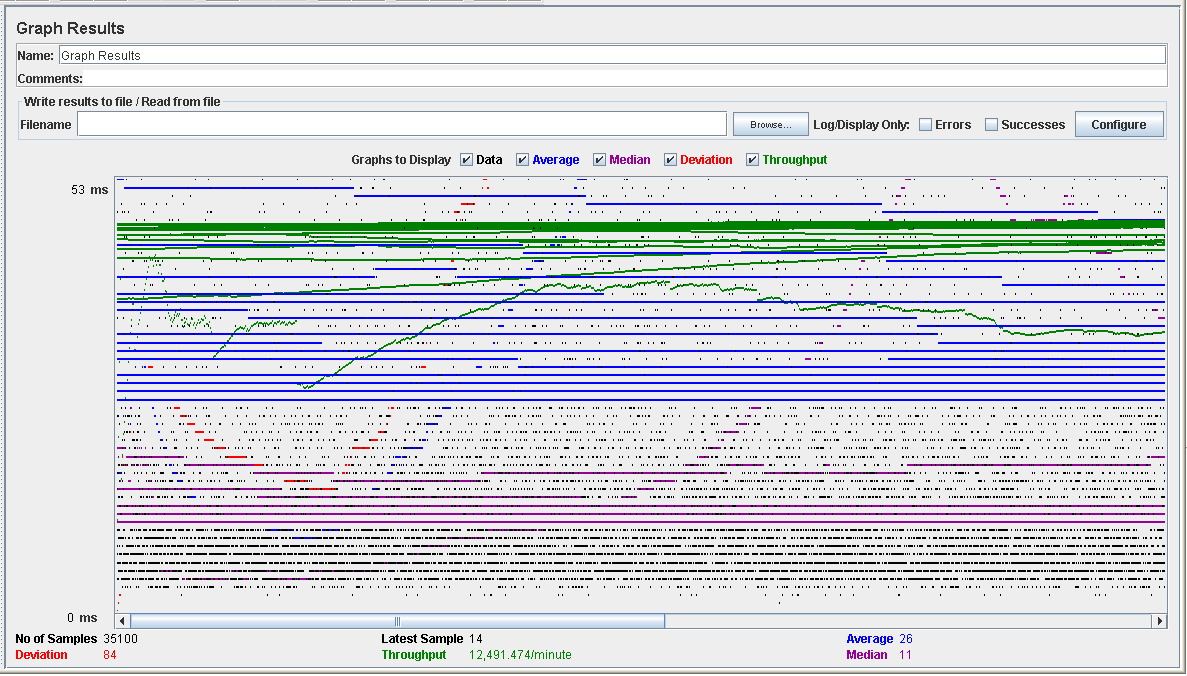 Graph Results
Name: Graph Results
Comments:
Write results to file / Read from file
Filename Browse... Log/Display Only: Errors Successes Configure
Graphs to Display Data Average Median Deviation Throughput
53 ms
0 ms
No of Samples 35100 Latest Sample 14 Average 26
Deviation 84 Throughput 12,491.474/minute Median 11